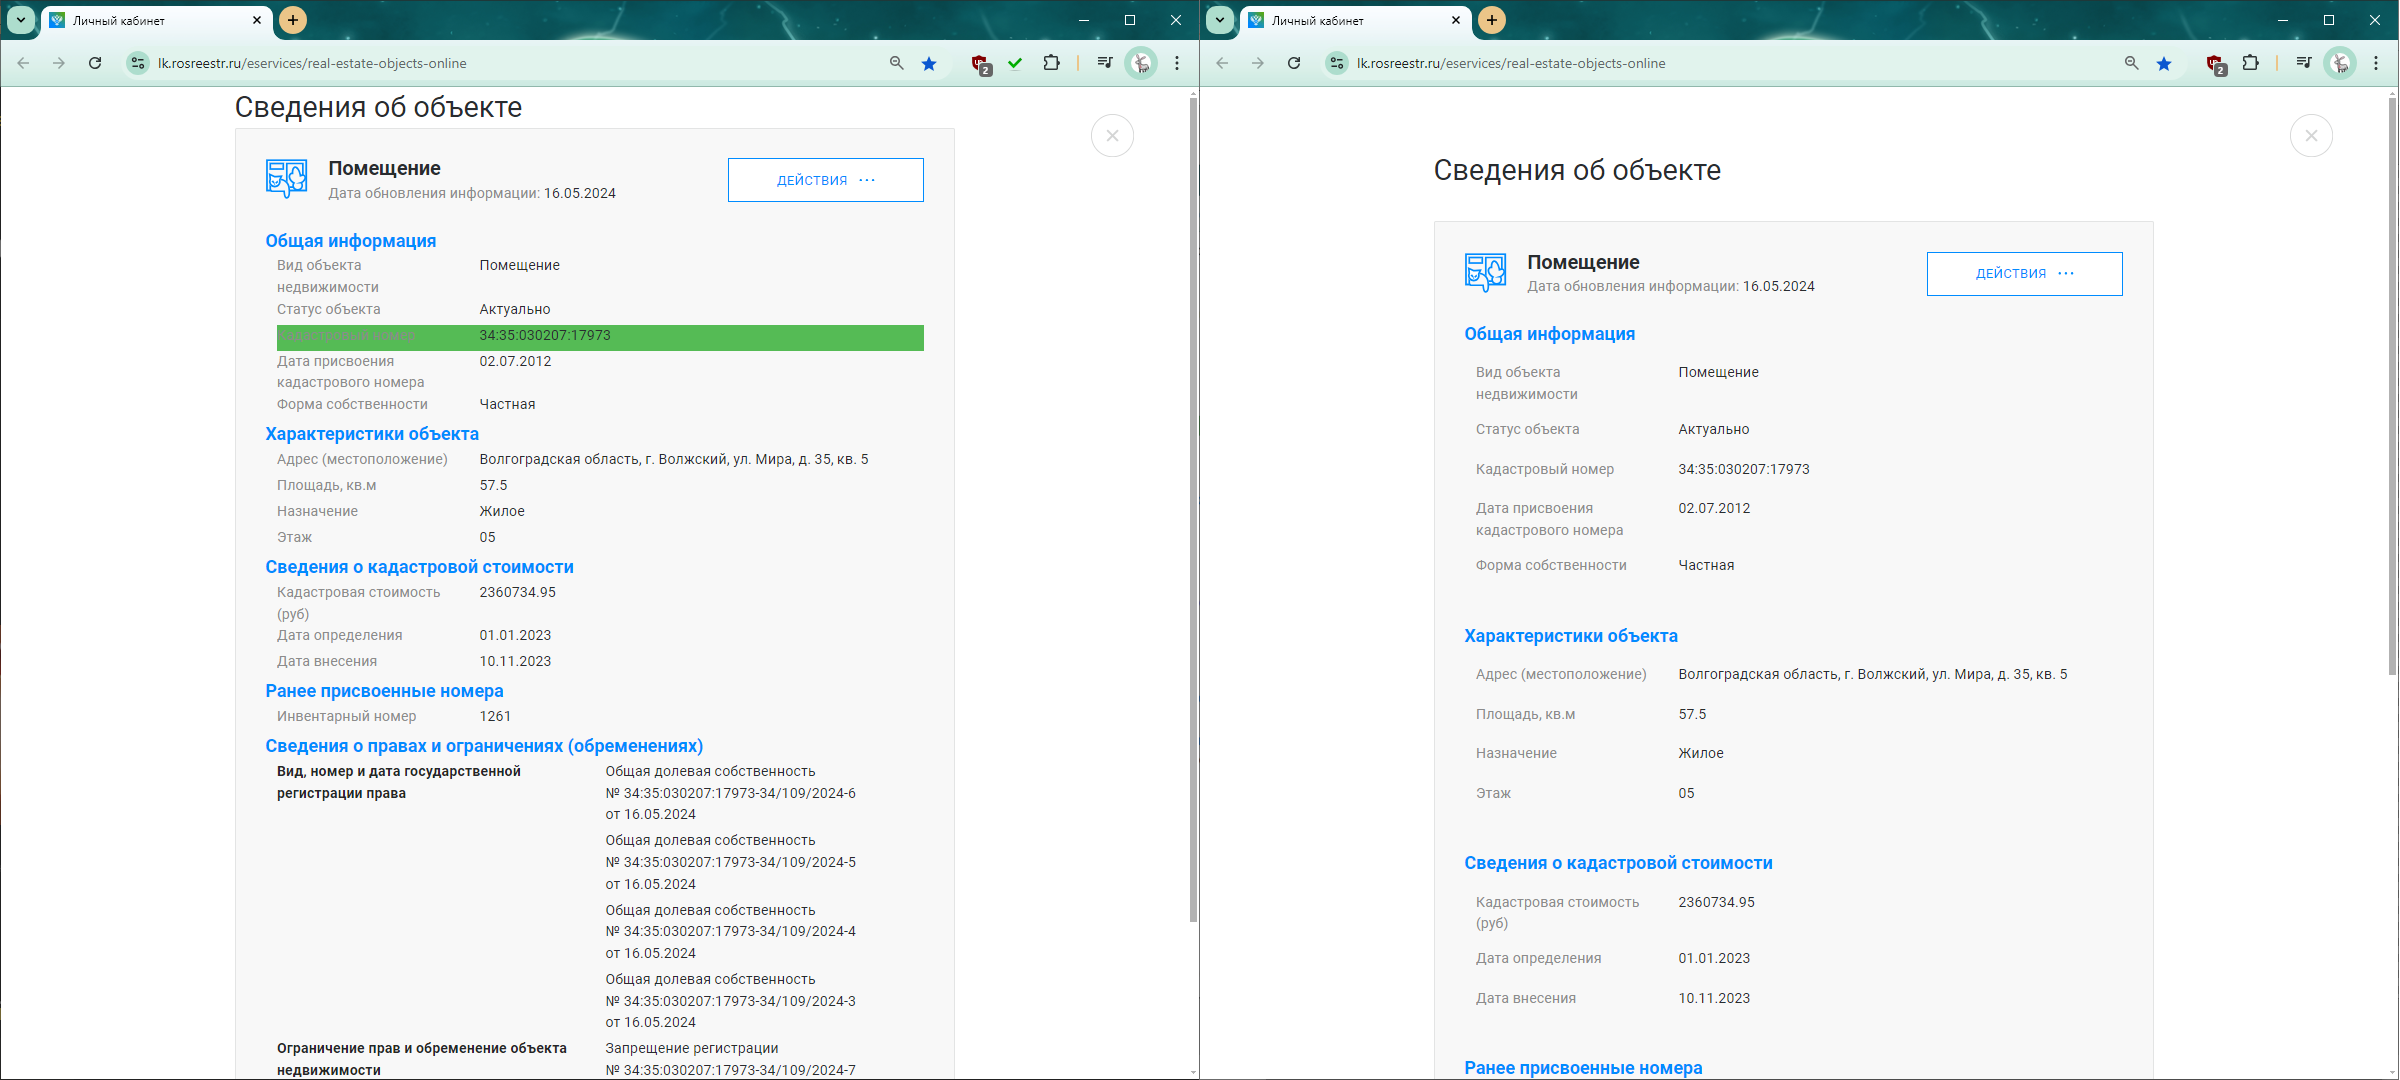 Личный кабинет
lk.rosreestr.ru/eservices/real-estate-objects-online
2
Сведения об объекте
Помещение
Дата обновления информации: 16.05.2024
ДЕЙСТВИЯ ···
Общая информация
Вид объекта недвижимости Помещение
Статус объекта Актуально
Кадастровый номер 34:35:030207:17973
Дата присвоения кадастрового номера 02.07.2012
Форма собственности Частная
Характеристики объекта
Адрес (местоположение) Волгоградская область, г. Волжский, ул. Мира, д. 35, кв. 5
Площадь, кв.м 57.5
Назначение Жилое
Этаж 05
Сведения о кадастровой стоимости
Кадастровая стоимость (руб) 2360734.95
Дата определения 01.01.2023
Дата внесения 10.11.2023
Ранее присвоенные номера
Инвентарный номер 1261
Сведения о правах и ограничениях (обременениях)
Вид, номер и дата государственной регистрации права
Общая долевая собственность
№ 34:35:030207:17973-34/109/2024-6
от 16.05.2024
Общая долевая собственность
№ 34:35:030207:17973-34/109/2024-5
от 16.05.2024
Общая долевая собственность
№ 34:35:030207:17973-34/109/2024-4
от 16.05.2024
Общая долевая собственность
№ 34:35:030207:17973-34/109/2024-3
от 16.05.2024
Ограничение прав и обременение объекта недвижимости
Запрещение регистрации
№ 34:35:030207:17973-34/109/2024-7
Личный кабинет
lk.rosreestr.ru/eservices/real-estate-objects-online
2
Сведения об объекте
Помещение
Дата обновления информации: 16.05.2024
ДЕЙСТВИЯ ···
Общая информация
Вид объекта недвижимости Помещение
Статус объекта Актуально
Кадастровый номер 34:35:030207:17973
Дата присвоения кадастрового номера 02.07.2012
Форма собственности Частная
Характеристики объекта
Адрес (местоположение) Волгоградская область, г. Волжский, ул. Мира, д. 35, кв. 5
Площадь, кв.м 57.5
Назначение Жилое
Этаж 05
Сведения о кадастровой стоимости
Кадастровая стоимость (руб) 2360734.95
Дата определения 01.01.2023
Дата внесения 10.11.2023
Ранее присвоенные номера